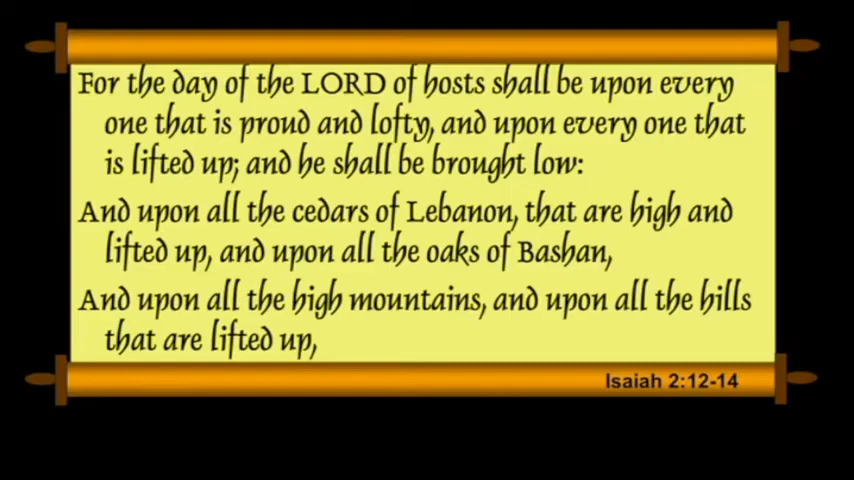 For the day of the LORD of hosts shall be upon every
one that is proud and lofty, and upon every one that
is lifted up; and he shall be brought low:
And upon all the cedars of Lebanon, that are high and
lifted up, and upon all the oaks of Bashan,
And upon all the high mountains, and upon all the hills
that are lifted up,
Isaiah 2:12-14